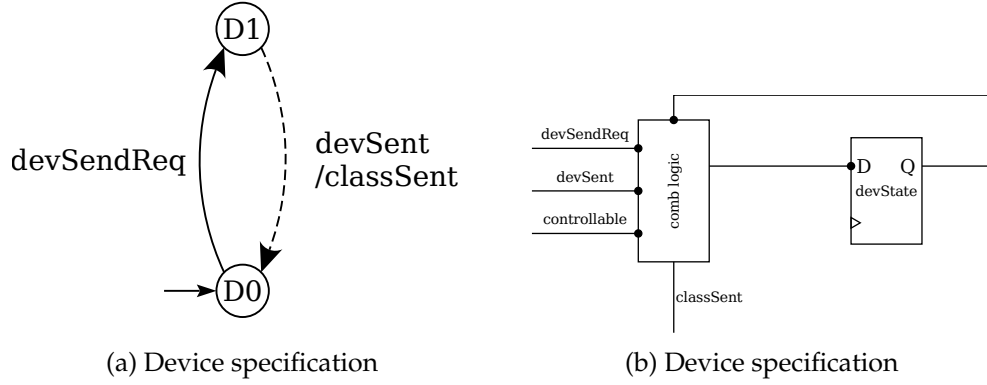 D1
devSendReq
devSent
/classSent
D0
(a) Device specification
devSendReq
devSent
controllable
comb logic
classSent
D Q
devState
(b) Device specification